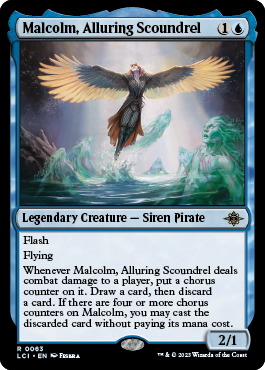 Malcolm, Alluring Scoundrel 1
Legendary Creature — Siren Pirate
Flash
Flying
Whenever Malcolm, Alluring Scoundrel deals
combat damage to a player, put a chorus
counter on it. Draw a card, then discard
a card. If there are four or more chorus
counters on Malcolm, you may cast the
discarded card without paying its mana cost.
2/1
R 0063
LCI • EN Fesbra
™ & © 2023 Wizards of the Coast